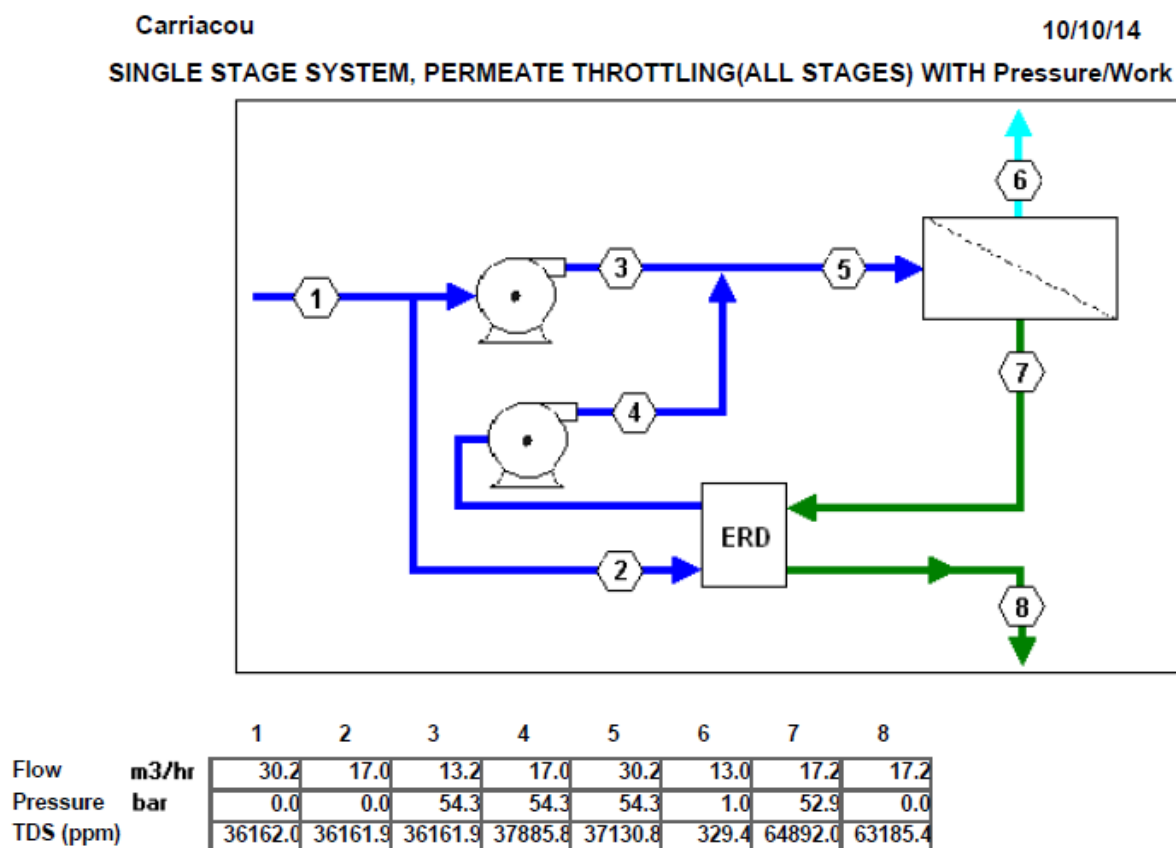 Carriacou 10/10/14
SINGLE STAGE SYSTEM, PERMEATE THROTTLING(ALL STAGES) WITH Pressure/Work
6
1 3 5
7
4
ERD
2
8
1 2 3 4 5 6 7 8
Flow m3/hr 30.2 17.0 13.2 17.0 30.2 13.0 17.2 17.2
Pressure bar 0.0 0.0 54.3 54.3 54.3 1.0 52.9 0.0
TDS (ppm) 36162.0 36161.9 36161.9 37885.8 37130.8 329.4 64892.0 63185.4